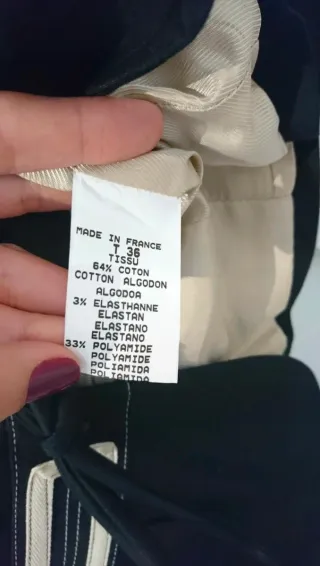 MADE IN FRANCE
T 36
TISSU
64% COTON
COTTON ALGODON
ALGODOA
3% ELASTHANNE
ELASTAN
ELASTANO
ELASTANO
33% POLYAMIDE
POLYAMIDE
POLIAMIDA
POLIAMIDA